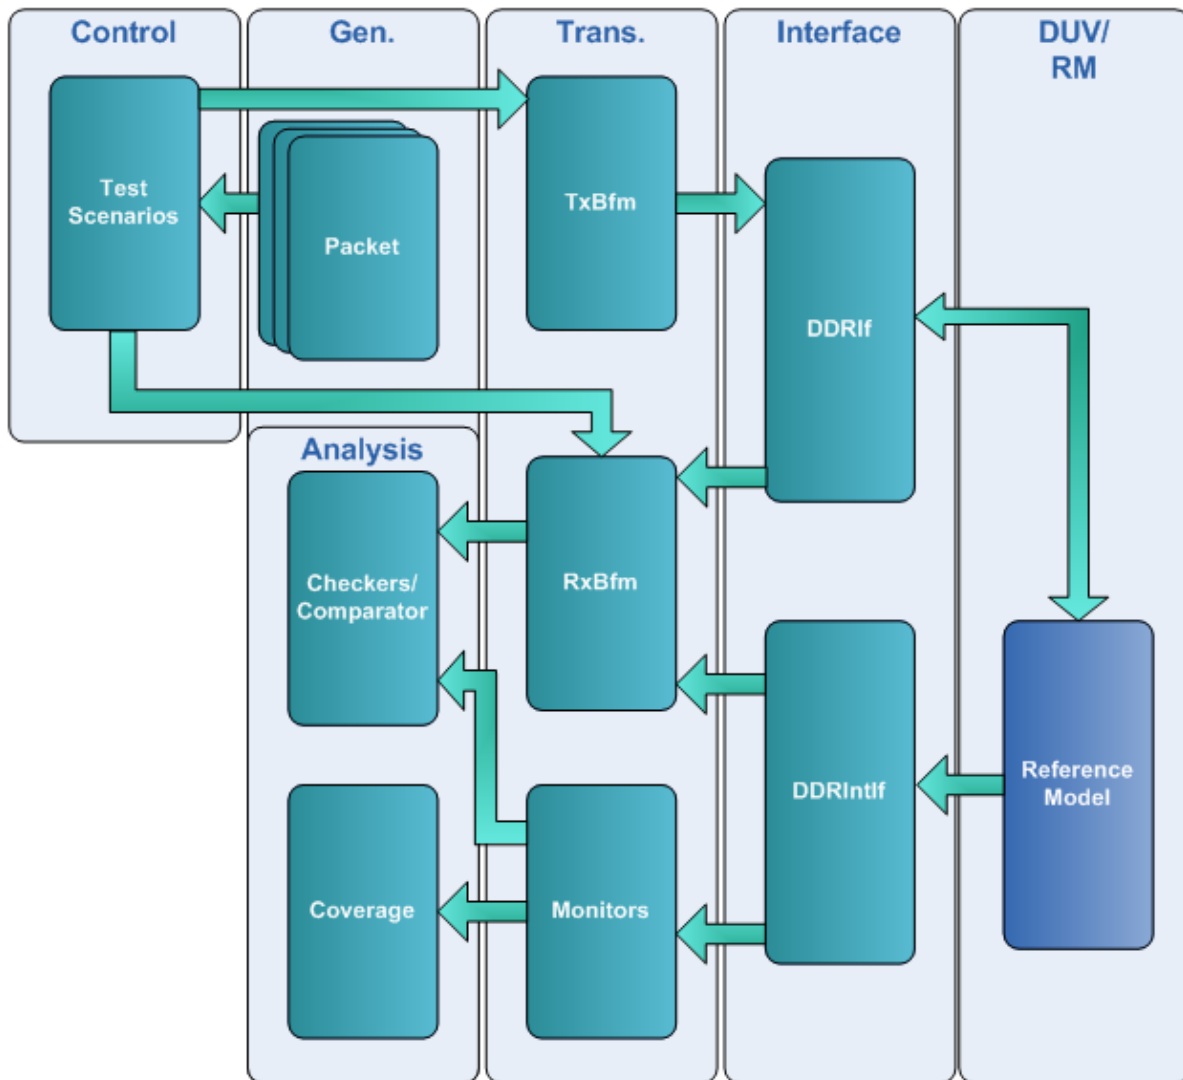 Control
Gen.
Trans.
Interface
DUV/
RM
Test
Scenarios
Packet
TxBfm
DDRIf
Analysis
Checkers/
Comparator
RxBfm
DDRIntIf
Reference
Model
Coverage
Monitors